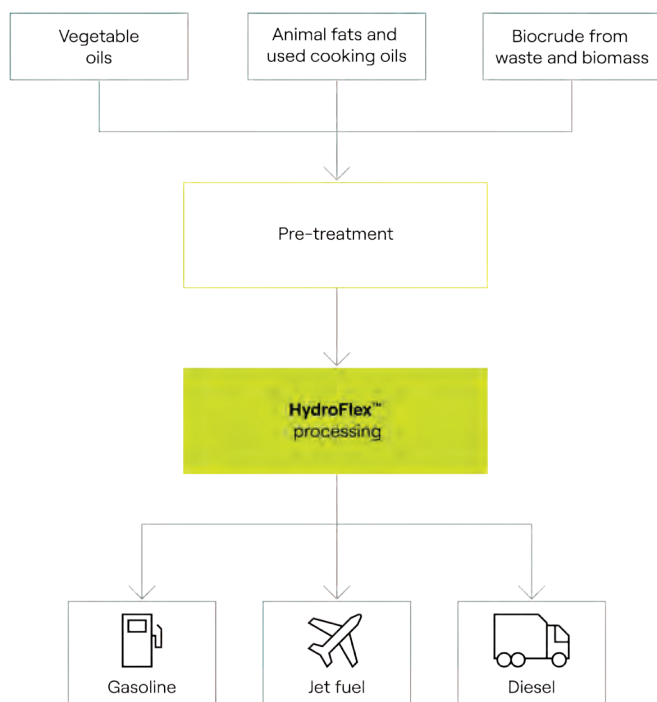 Vegetable
oils
Animal fats and
used cooking oils
Biocrude from
waste and biomass
Pre-treatment
HydroFlex™
processing
Gasoline
Jet fuel
Diesel